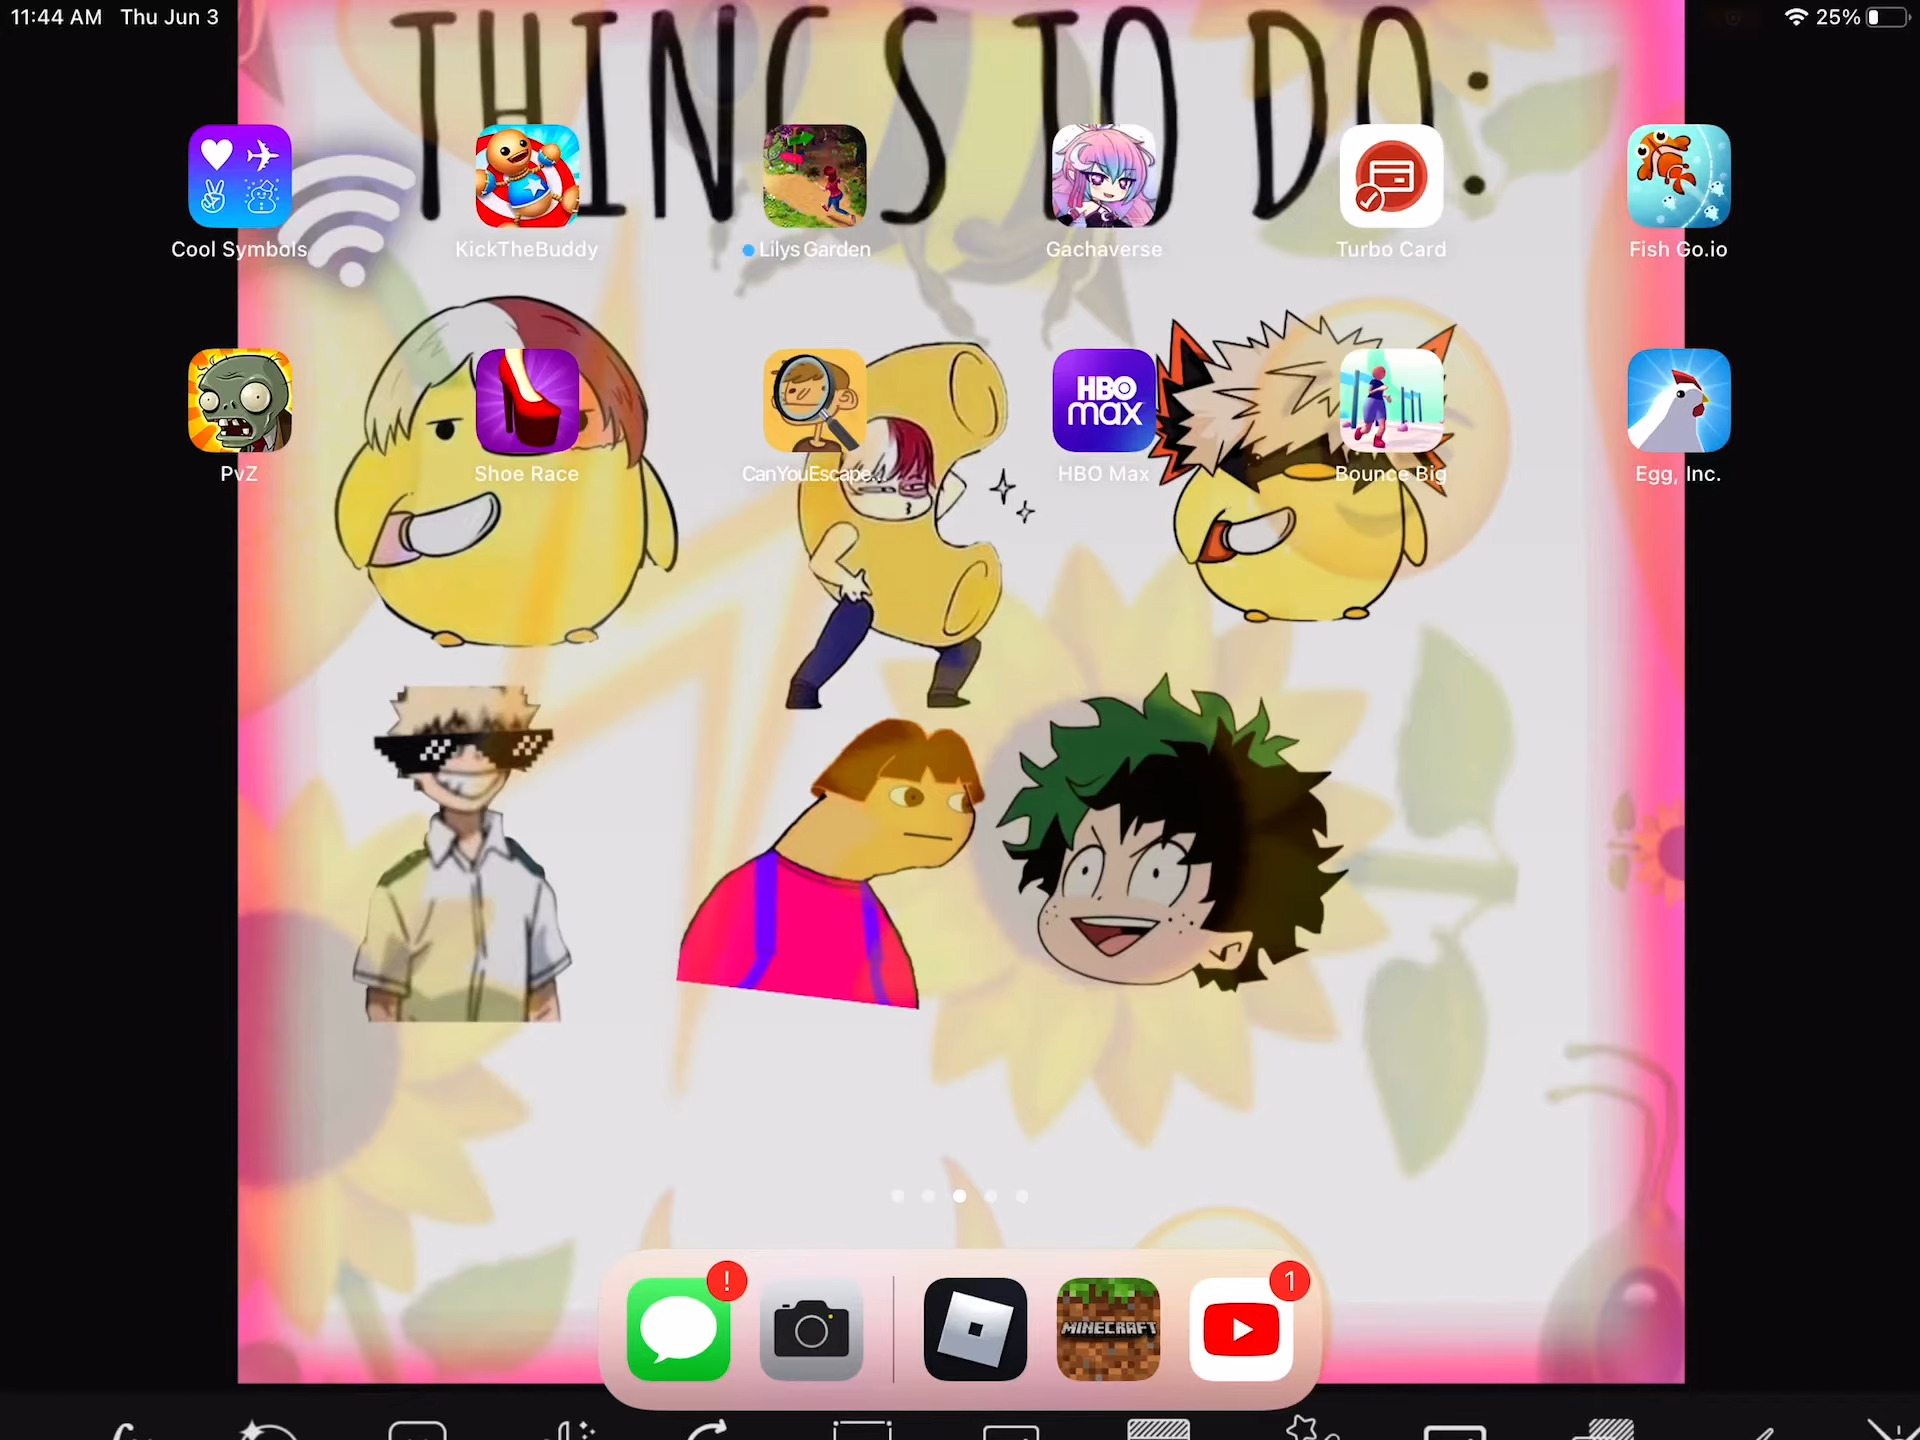 11:44 AM Thu Jun 3
25%
THINGS TO DO:
Cool Symbols
KickTheBuddy
Lilys Garden
Gachaverse
Turbo Card
Fish Go.io
HBO
max
PvZ
Shoe Race
CanYouEscape...
HBO Max
Bounce Big
Egg, Inc.
!
1
MINECRAFT